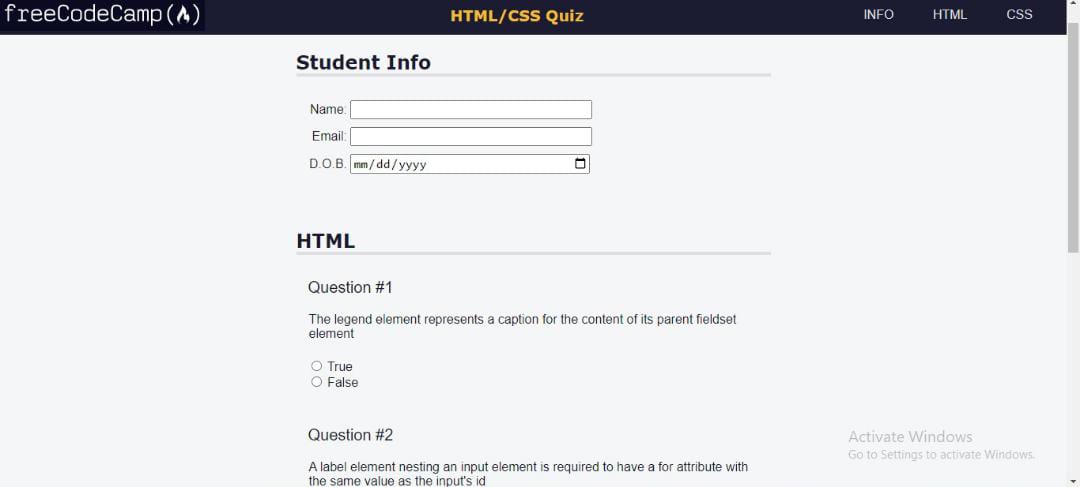 freeCodeCamp(🔥)
HTML/CSS Quiz
INFO
HTML
CSS
Student Info
Name:
Email:
D.O.B. mm/dd/yyyy
HTML
Question #1
The legend element represents a caption for the content of its parent fieldset
element
True
False
Question #2
A label element nesting an input element is required to have a for attribute with
the same value as the input's id
Activate Windows
Go to Settings to activate Windows.